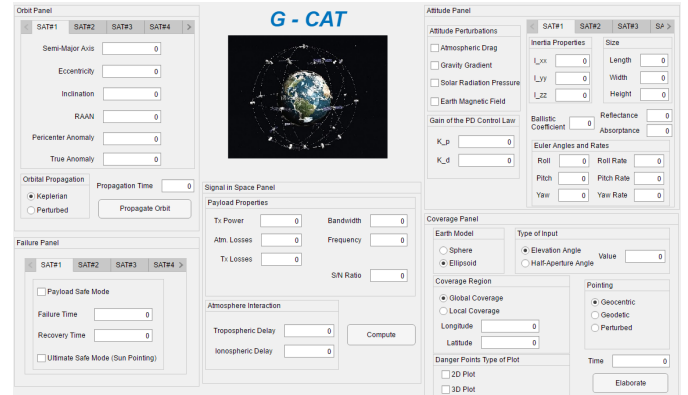 Orbit Panel
SAT#1 SAT#2 SAT#3 SAT#4
Semi-Major Axis 0
Eccentricity 0
Inclination 0
RAAN 0
Pericenter Anomaly 0
True Anomaly 0
Orbital Propagation
Keplerian
Perturbed
Propagation Time 0
Propagate Orbit
Failure Panel
SAT#1 SAT#2 SAT#3 SAT#4
Payload Safe Mode
Failure Time 0
Recovery Time 0
Ultimate Safe Mode (Sun Pointing)
G - CAT
Signal in Space Panel
Payload Properties
Tx Power 0 Bandwidth 0
Atm. Losses 0 Frequency 0
Tx Losses 0
S/N Ratio 0
Atmosphere Interaction
Tropospheric Delay 0
Ionospheric Delay 0
Compute
Attitude Panel
Attitude Perturbations
Atmospheric Drag
Gravity Gradient
Solar Radiation Pressure
Earth Magnetic Field
Gain of the PD Control Law
K_p 0
K_d 0
SAT#1 SAT#2 SAT#3 SA
Inertia Properties
I_xx 0
I_yy 0
I_zz 0
Size
Length 0
Width 0
Height 0
Ballistic
Coefficient 0
Reflectance 0
Absorptance 0
Euler Angles and Rates
Roll 0 Roll Rate 0
Pitch 0 Pitch Rate 0
Yaw 0 Yaw Rate 0
Coverage Panel
Earth Model
Sphere
Ellipsoid
Type of Input
Elevation Angle
Half-Aperture Angle
Value 0
Coverage Region
Global Coverage
Local Coverage
Longitude 0
Latitude 0
Pointing
Geocentric
Geodetic
Perturbed
Danger Points Type of Plot
2D Plot
3D Plot
Time 0
Elaborate